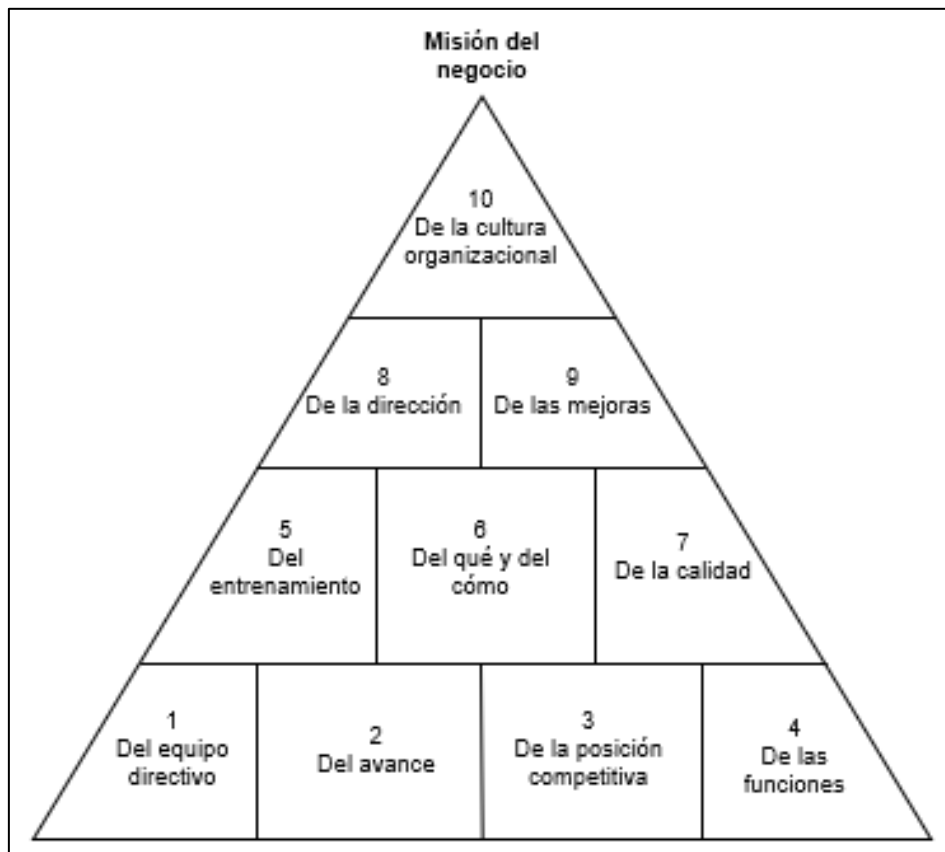 Misión del
negocio
10
De la cultura
organizacional
8
De la dirección
9
De las mejoras
5
Del
entrenamiento
6
Del qué y del
cómo
7
De la calidad
1
Del equipo
directivo
2
Del avance
3
De la posición
competitiva
4
De las
funciones